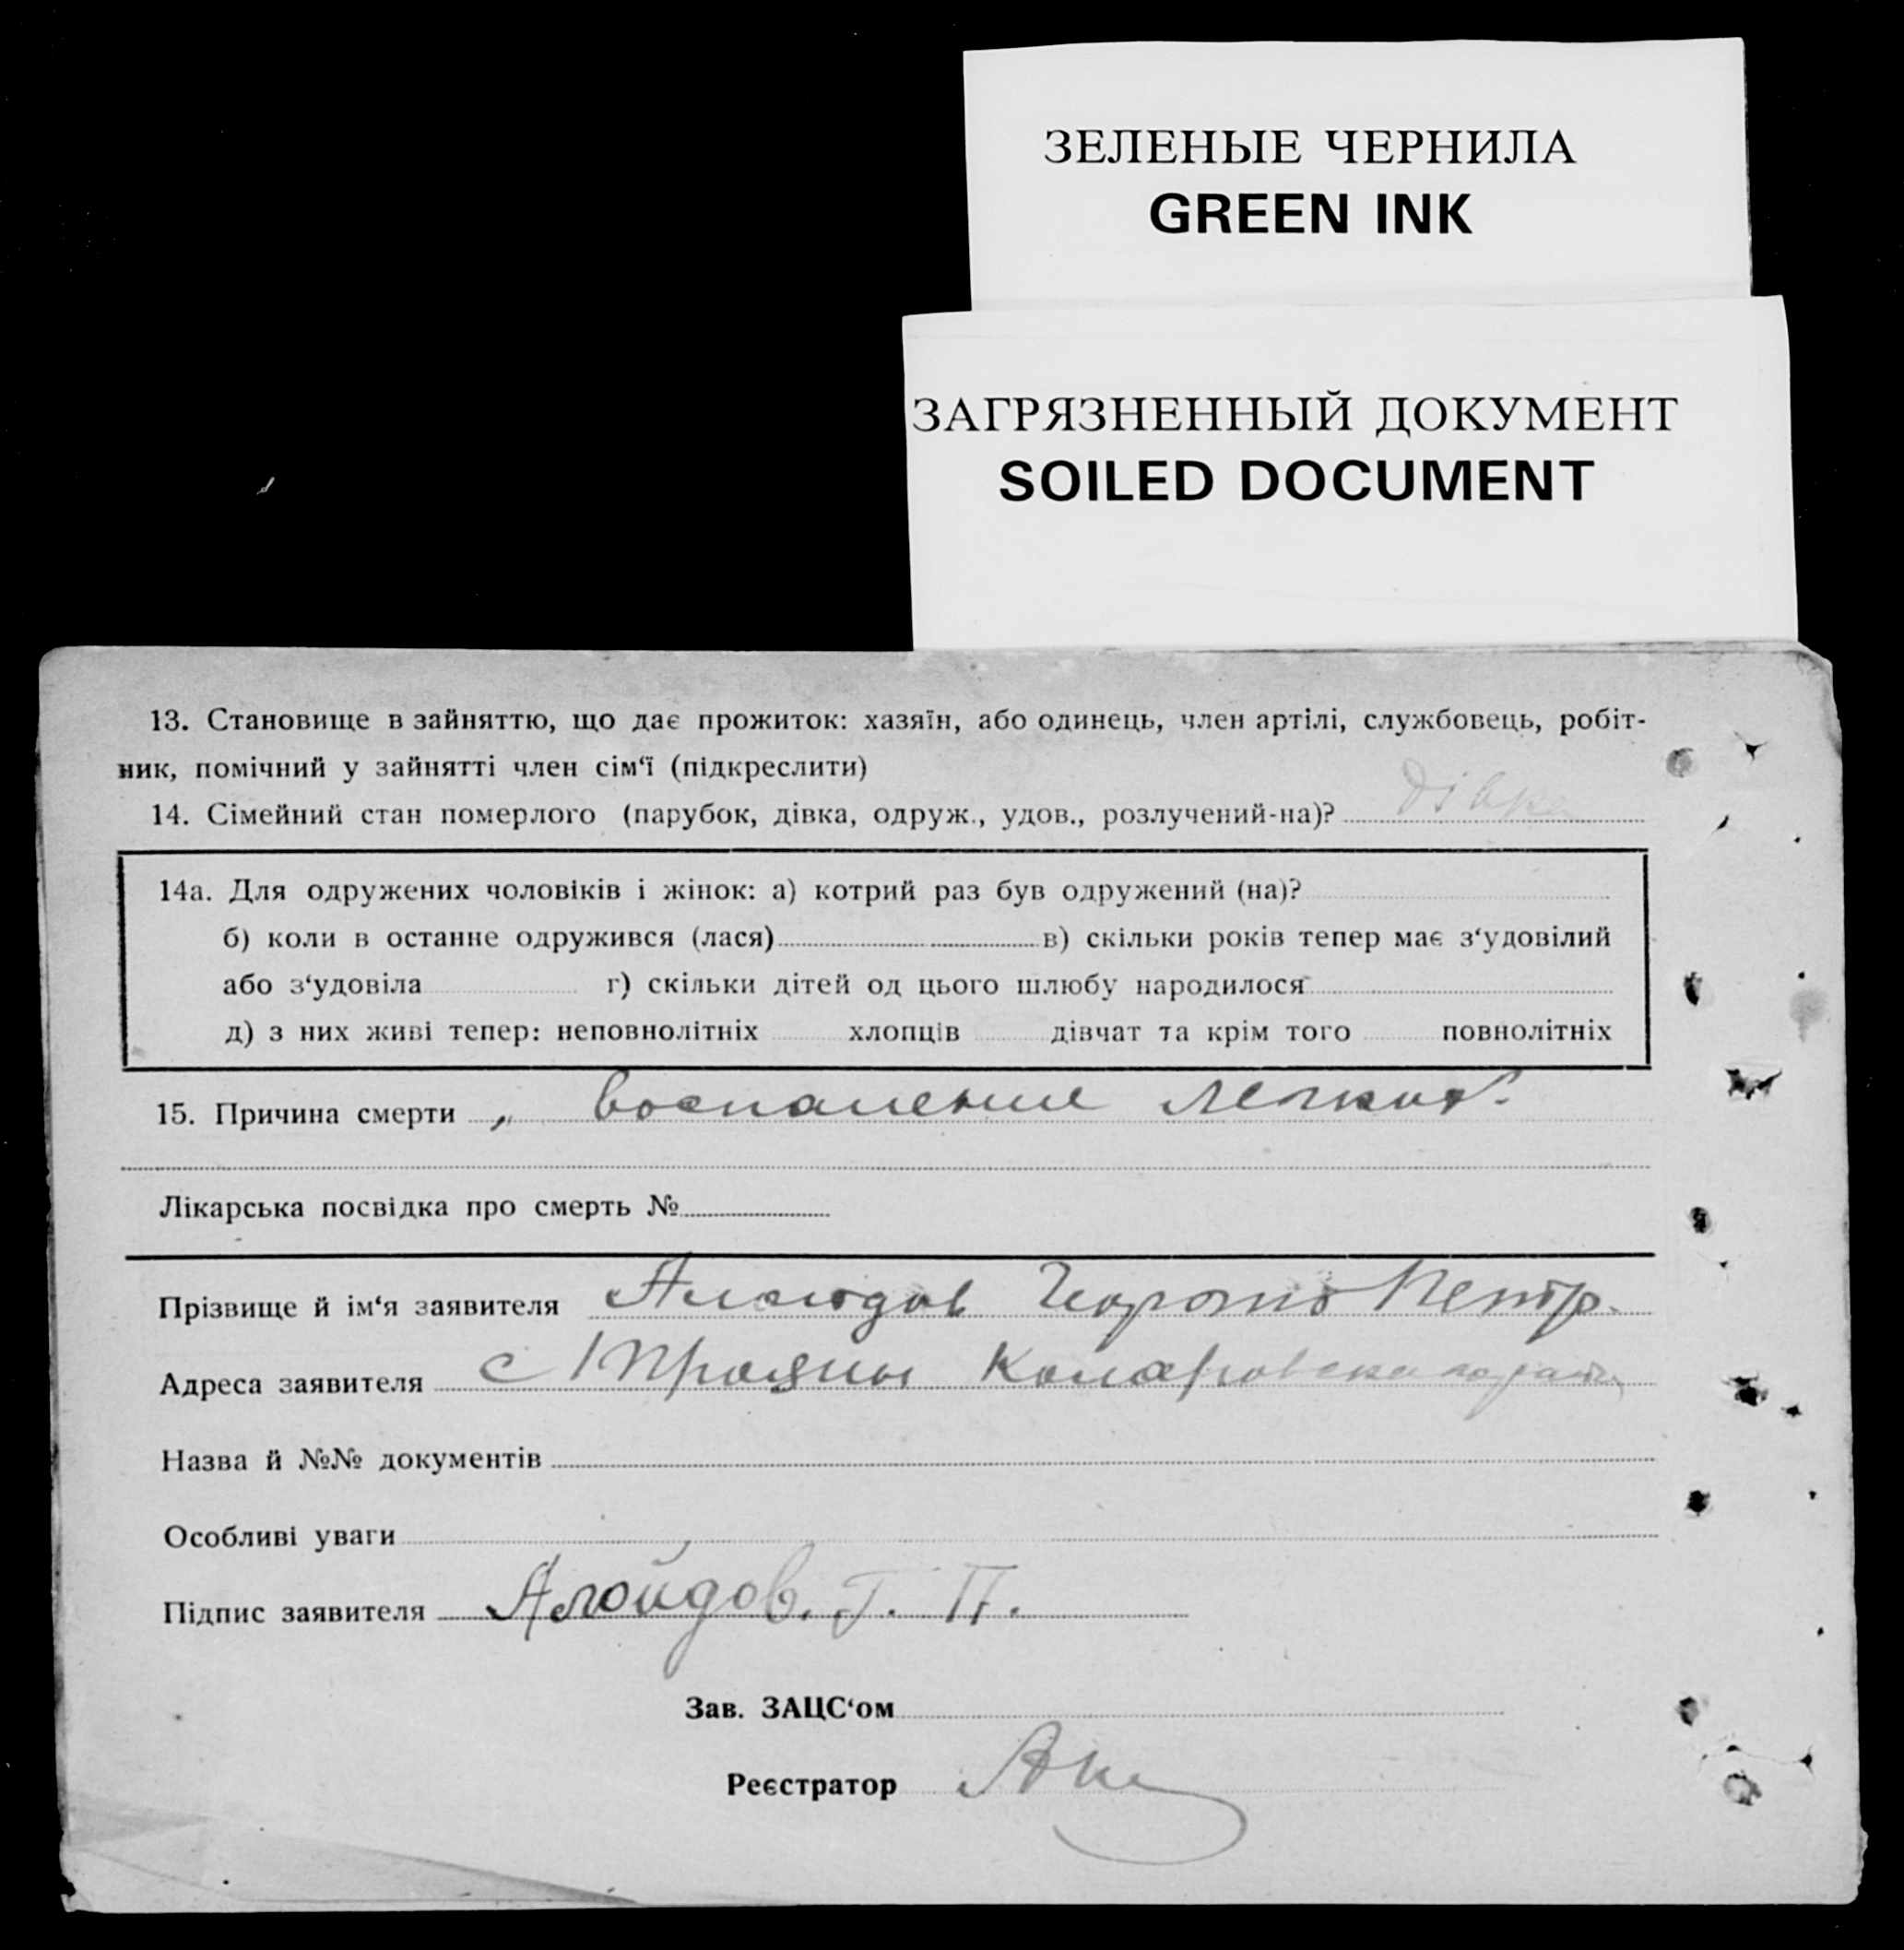 ЗЕЛЕНЫЕ ЧЕРНИЛА
GREEN INK
ЗАГРЯЗНЕННЫЙ ДОКУМЕНТ
SOILED DOCUMENT
13. Становище в зайняттю, що дає прожиток: хазяїн, або одинець, член артілі, службовець, робіт-
ник, помічний у зайнятті член сім‘ї (підкреслити)
14. Сімейний стан померлого (парубок, дівка, одруж., удов., розлучений-на)? дівка
14а. Для одружених чоловіків і жінок: а) котрий раз був одружений (на)?
б) коли в останнє одружився (лася) в) скільки років тепер має з‘удовілий
або з‘удовіла г) скільки дітей од цього шлюбу народилося
д) з них живі тепер: неповнолітніх хлопців дівчат та крім того повнолітніх
15. Причина смерти воспаление легких.
Лікарська посвідка про смерть №
Прізвище й ім‘я заявителя Петр.
Адреса заявителя с
Назва й №№ документів
Особливі уваги
Підпис заявителя Алойдов. Г. П.
Зав. ЗАЦС‘ом
Реєстратор